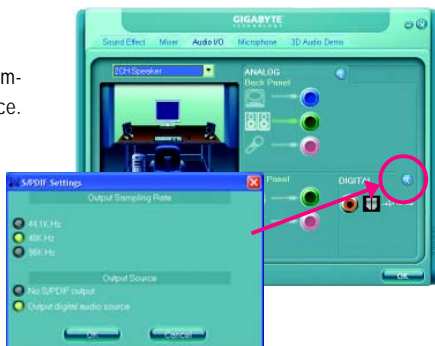 GIGABYTE
TECHNOLOGY
Sound Effect Mixer Audio I/O Microphone 3D Audio Demo
2CH Speaker
ANALOG
Back Panel
m-
ce.
Panel
DIGITAL
S/PDIF Settings
Output Sampling Rate
44.1K Hz
48K Hz
96K Hz
Output Source
No S/PDIF output
Output digital audio source
OK Cancel
OK